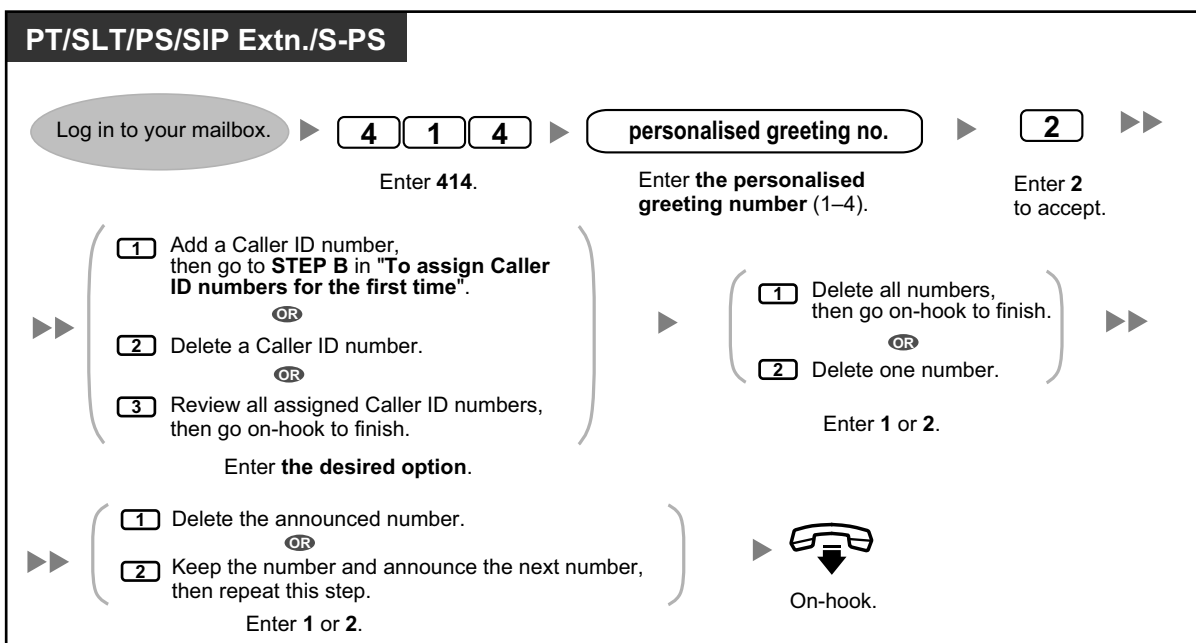 PT/SLT/PS/SIP Extn./S-PS
Log in to your mailbox.
4 1 4
personalised greeting no.
2
Enter 414.
Enter the personalised
greeting number (1–4).
Enter 2
to accept.
1 Add a Caller ID number,
then go to STEP B in "To assign Caller
ID numbers for the first time".
OR
2 Delete a Caller ID number.
OR
3 Review all assigned Caller ID numbers,
then go on-hook to finish.
Enter the desired option.
1 Delete all numbers,
then go on-hook to finish.
OR
2 Delete one number.
Enter 1 or 2.
1 Delete the announced number.
OR
2 Keep the number and announce the next number,
then repeat this step.
Enter 1 or 2.
On-hook.